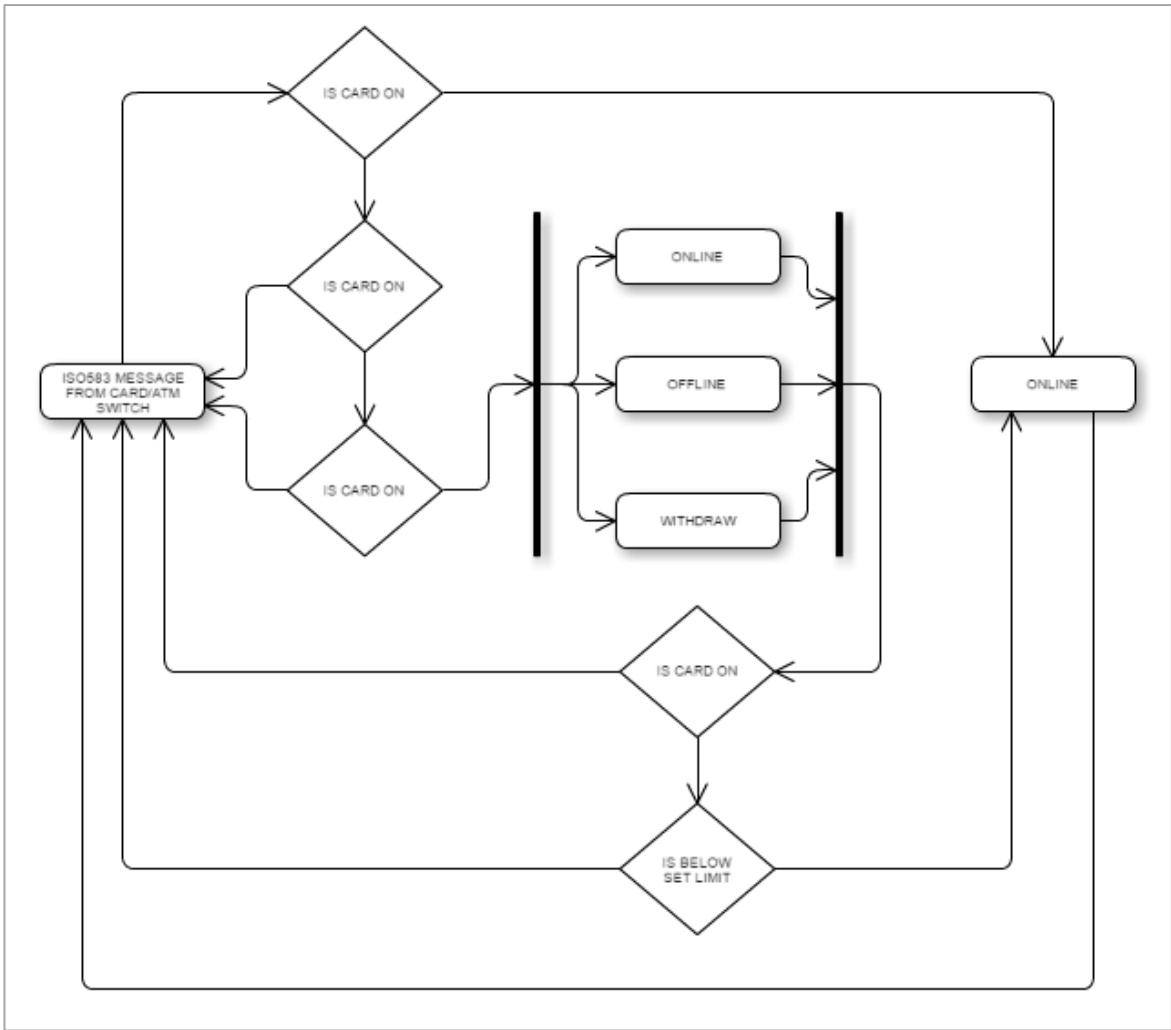 IS CARD ON
IS CARD ON
ONLINE
OFFLINE
ONLINE
ISO583 MESSAGE
FROM CARD/ATM
SWITCH
IS CARD ON
WITHDRAW
IS CARD ON
IS BELOW
SET LIMIT